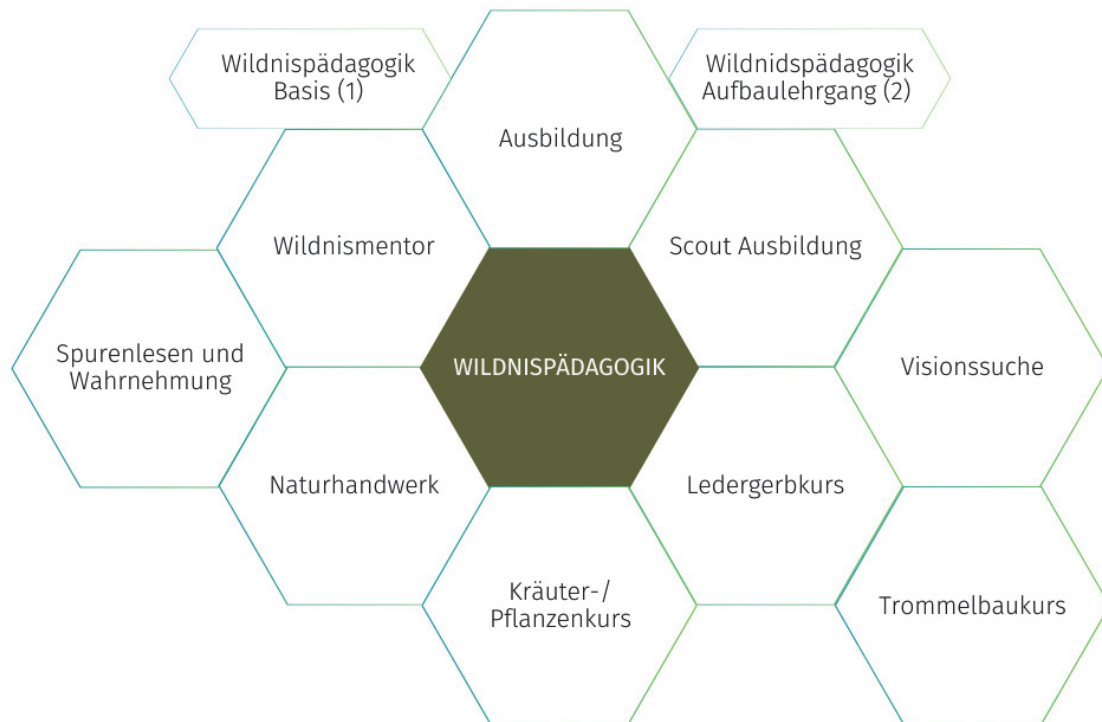 Wildnispädagogik
Basis (1)
Wildnidspädagogik
Aufbaulehrgang (2)
Ausbildung
Wildnismentor
Scout Ausbildung
Spurenlesen und
Wahrnehmung
WILDNISPÄDAGOGIK
Visionssuche
Naturhandwerk
Ledergerbkurs
Kräuter-/
Pflanzenkurs
Trommelbaukurs